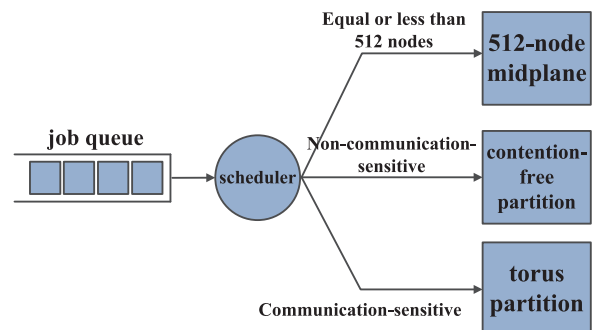 Equal or less than
512 nodes
512-node
midplane
job queue
scheduler
Non-communication-
sensitive
contention-
free
partition
Communication-sensitive
torus
partition